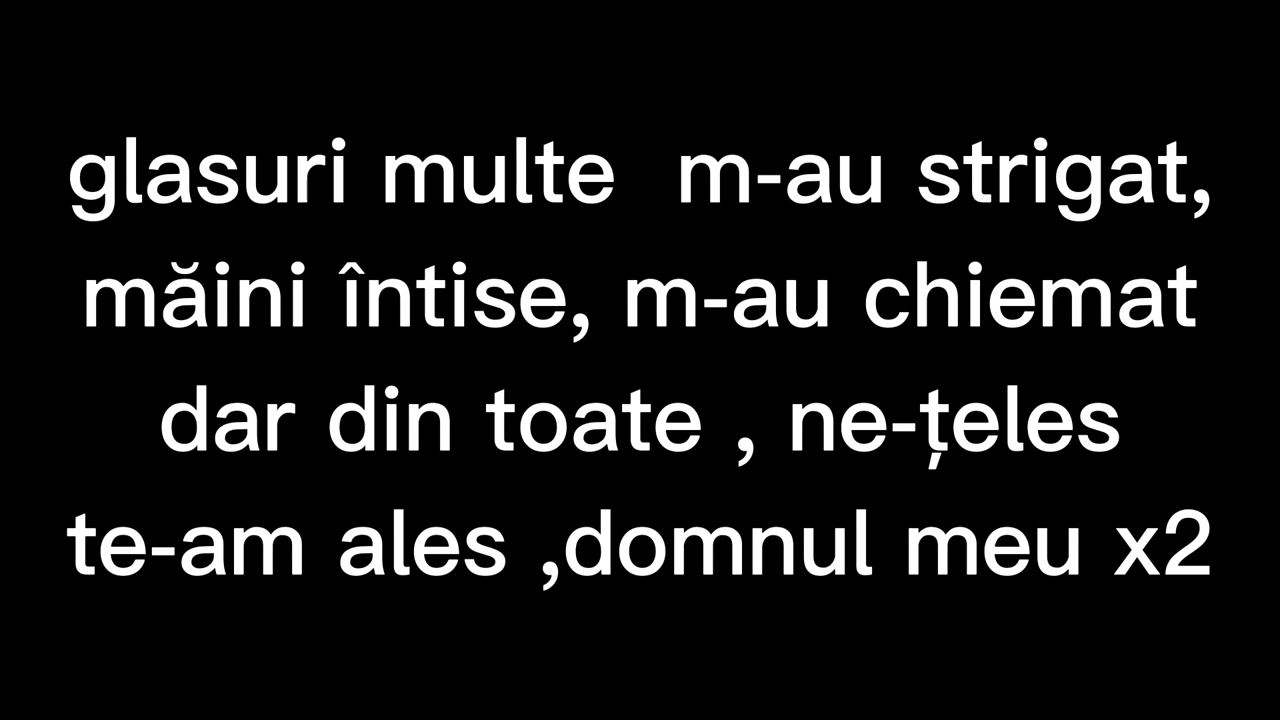 glasuri multe  m-au strigat,
măini întise, m-au chiemat
dar din toate , ne-țeles
te-am ales ,domnul meu x2